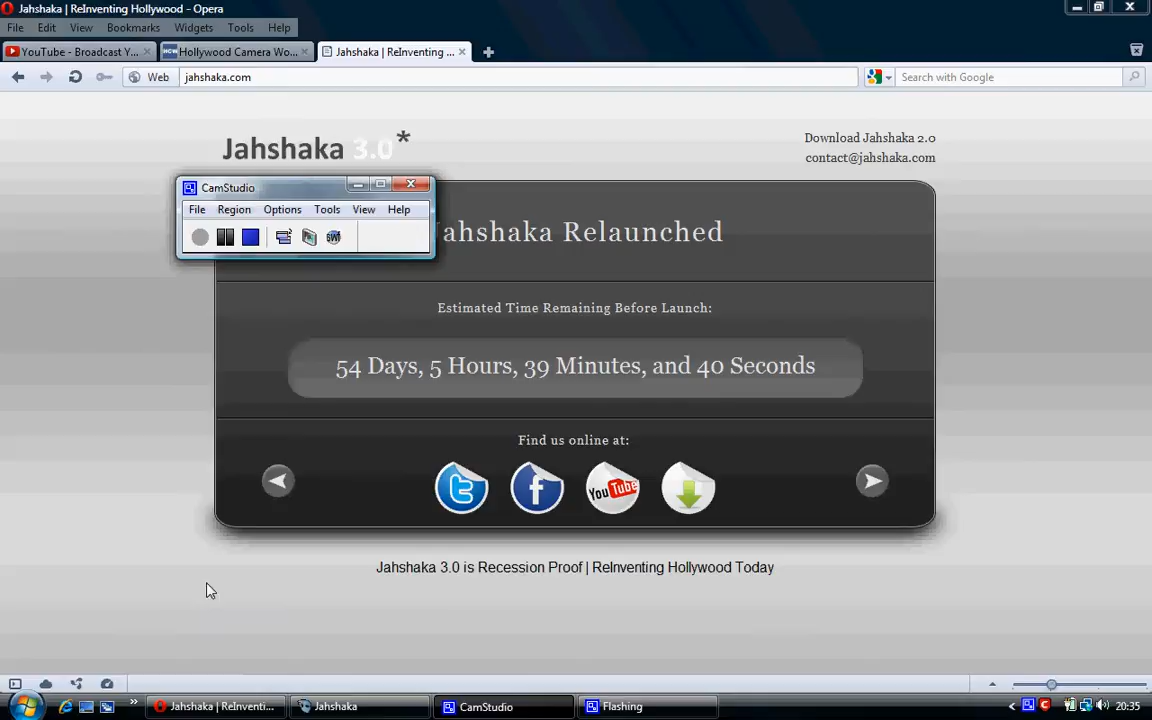 Jahshaka | ReInventing Hollywood - Opera
File Edit View Bookmarks Widgets Tools Help
YouTube - Broadcast Y... Hollywood Camera Wo... Jahshaka | ReInventing ...
Web jahshaka.com Search with Google
Jahshaka 3.0*
Download Jahshaka 2.0
contact@jahshaka.com
CamStudio
File Region Options Tools View Help
Jahshaka Relaunched
Estimated Time Remaining Before Launch:
54 Days, 5 Hours, 39 Minutes, and 40 Seconds
Find us online at:
You Tube
Jahshaka 3.0 is Recession Proof | ReInventing Hollywood Today
Jahshaka | ReInventi... Jahshaka CamStudio Flashing 20:35